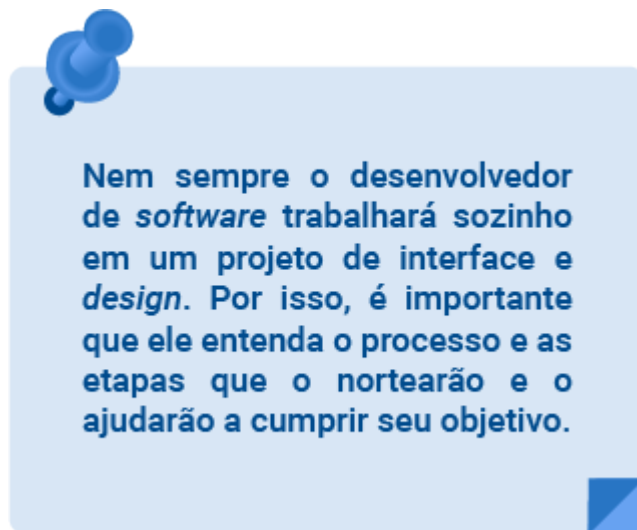 Nem sempre o desenvolvedor
de software trabalhará sozinho
em um projeto de interface e
design. Por isso, é importante
que ele entenda o processo e as
etapas que o nortearão e o
ajudarão a cumprir seu objetivo.